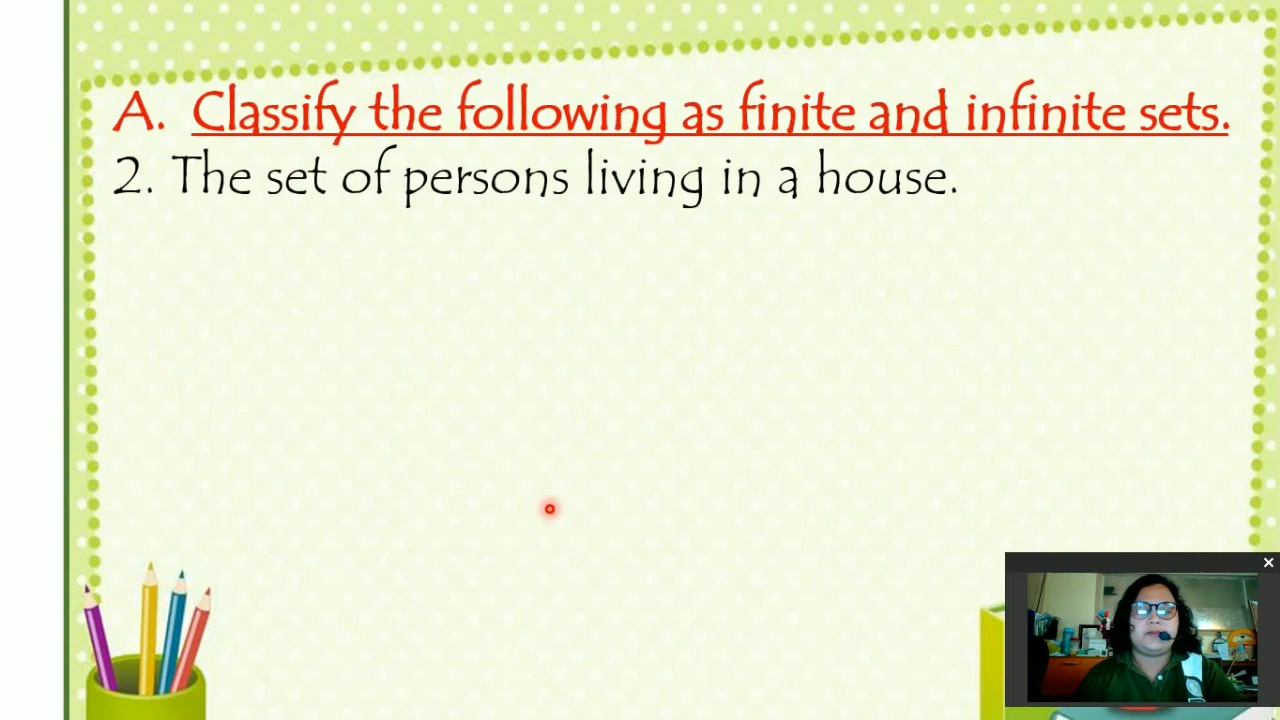 A. Classify the following as finite and infinite sets.
2. The set of persons living in a house.